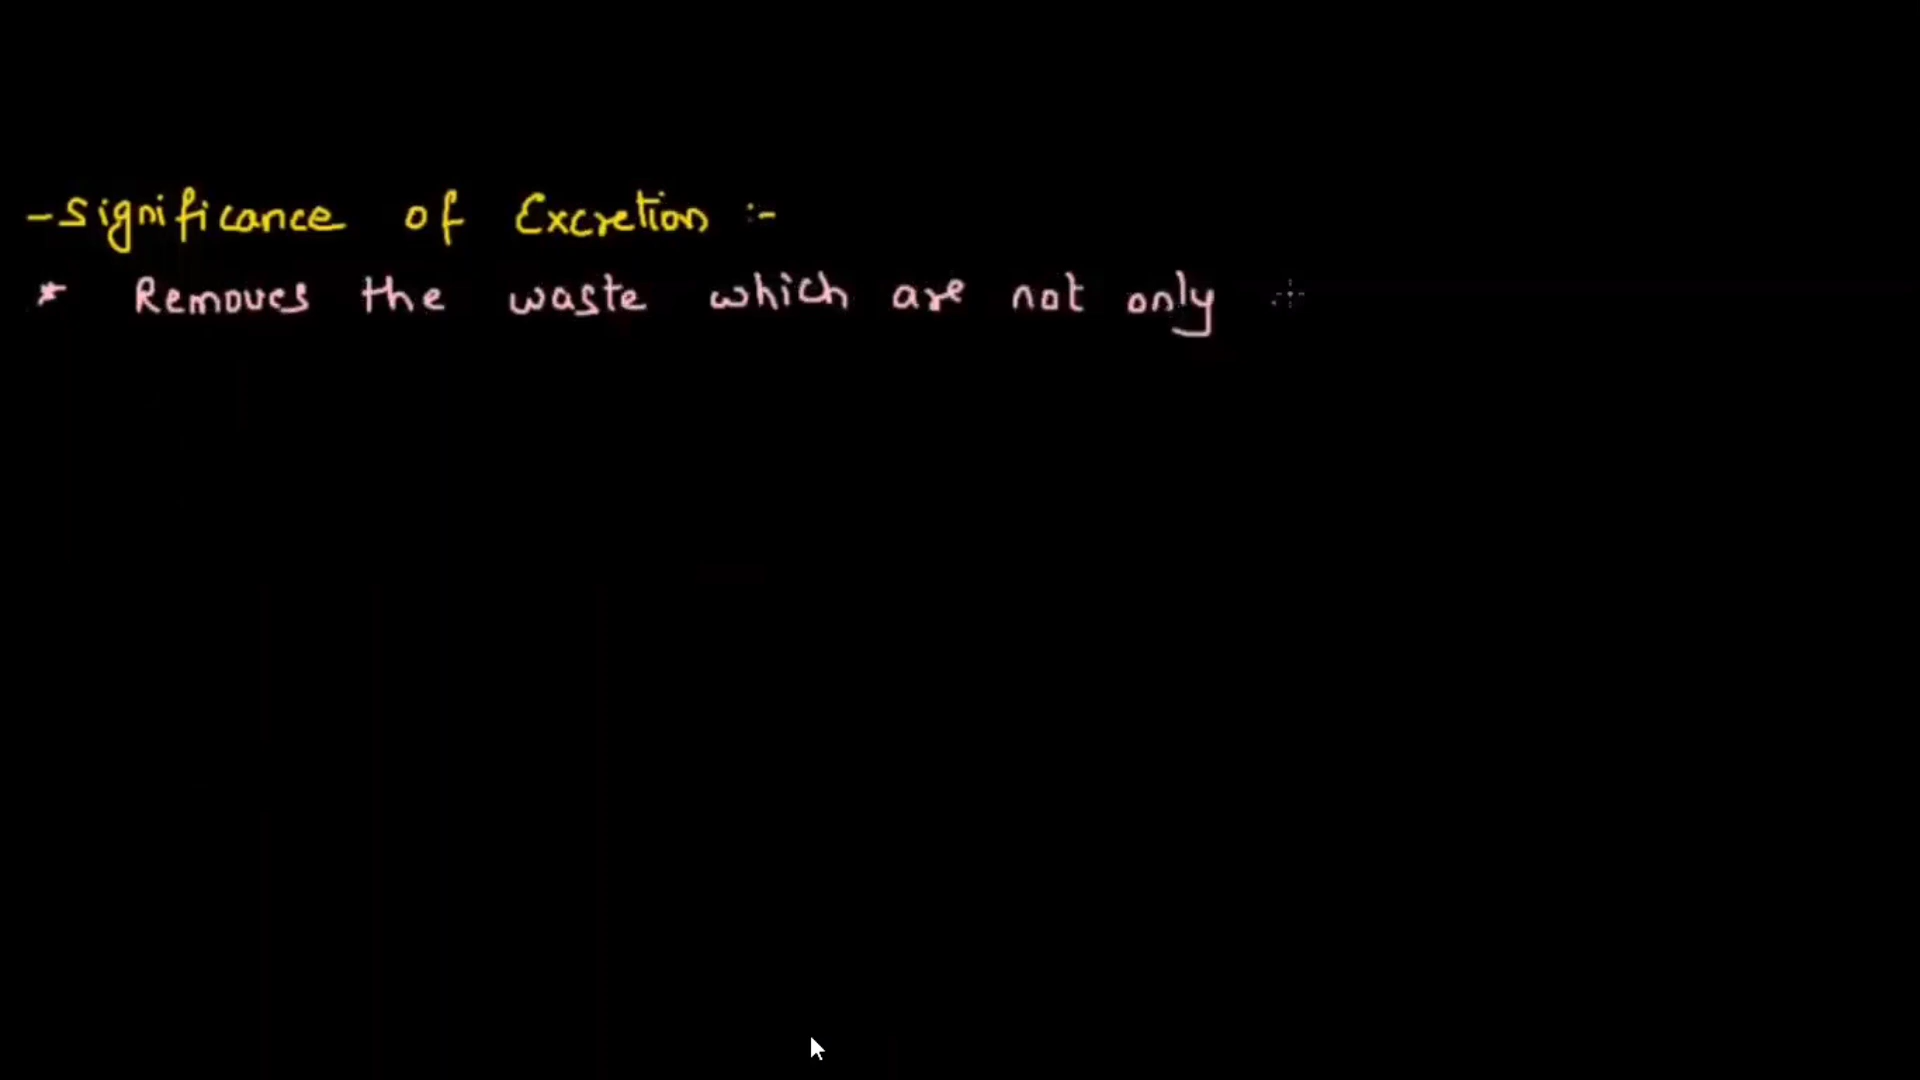 -Significance of Excretion :-
* Removes the waste which are not only